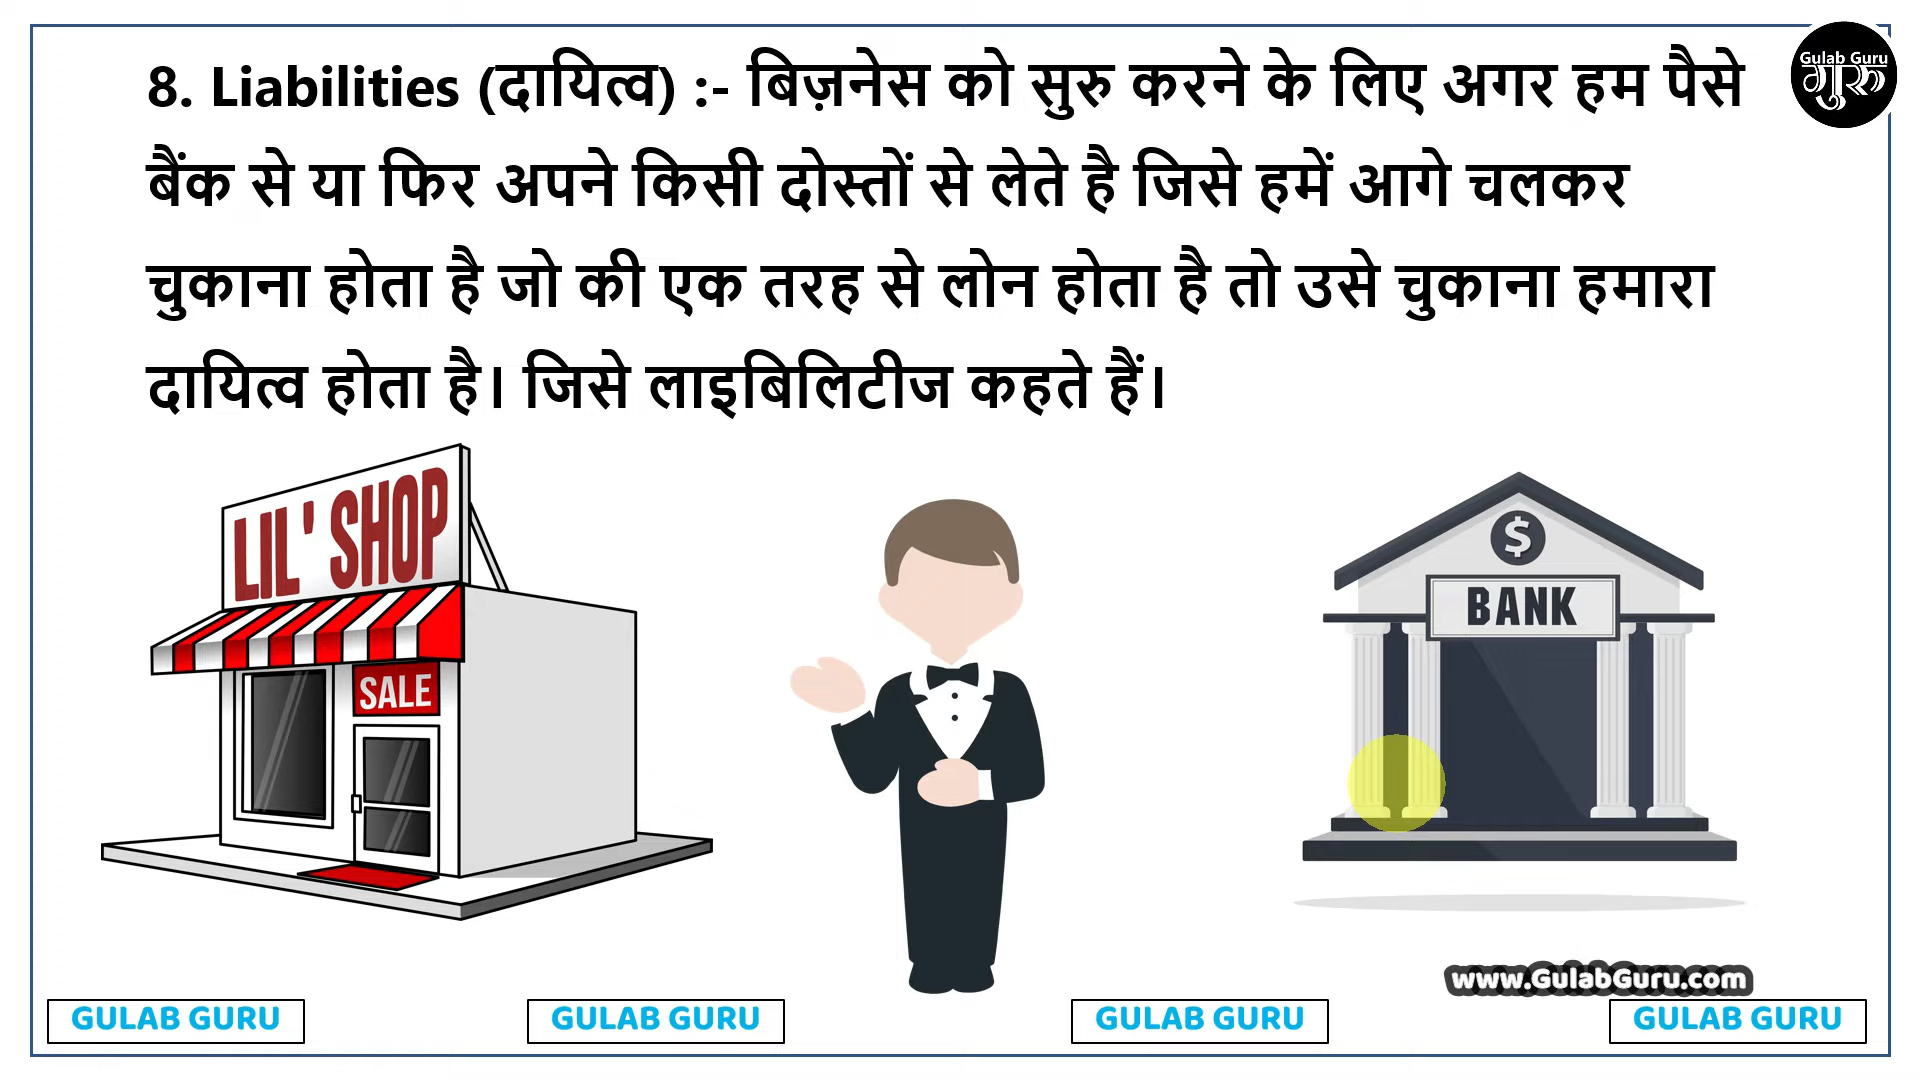 8. Liabilities (दायित्व) :- बिज़नेस को सुरु करने के लिए अगर हम पैसे
बैंक से या फिर अपने किसी दोस्तों से लेते है जिसे हमें आगे चलकर
चुकाना होता है जो की एक तरह से लोन होता है तो उसे चुकाना हमारा
दायित्व होता है। जिसे लाइबिलिटीज कहते हैं।
Gulab Guru
गुरू
LIL' SHOP
SALE
$
BANK
www.GulabGuru.com
GULAB GURU
GULAB GURU
GULAB GURU
GULAB GURU